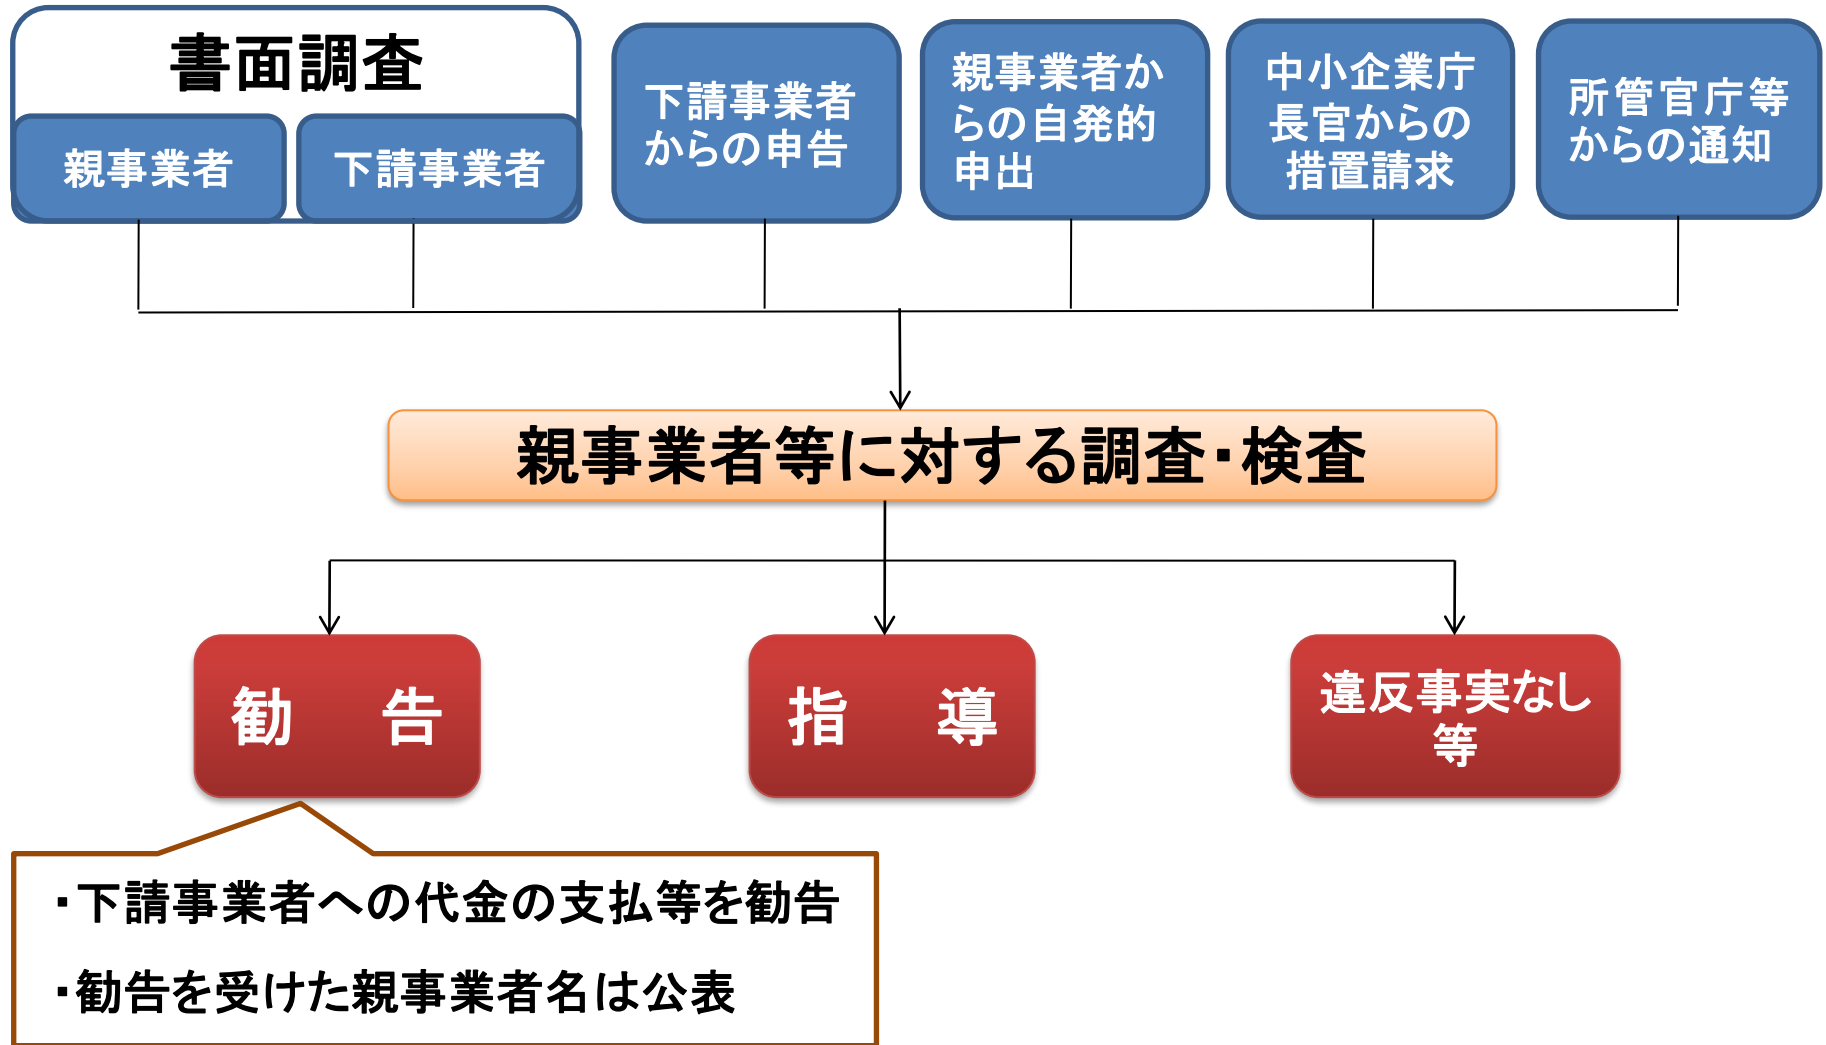 書面調査
親事業者
下請事業者
下請事業者
からの申告
親事業者か
らの自発的
申出
中小企業庁
長官からの
措置請求
所管官庁等
からの通知
親事業者等に対する調査・検査
勧　告
指　導
違反事実なし
等
・下請事業者への代金の支払等を勧告
・勧告を受けた親事業者名は公表